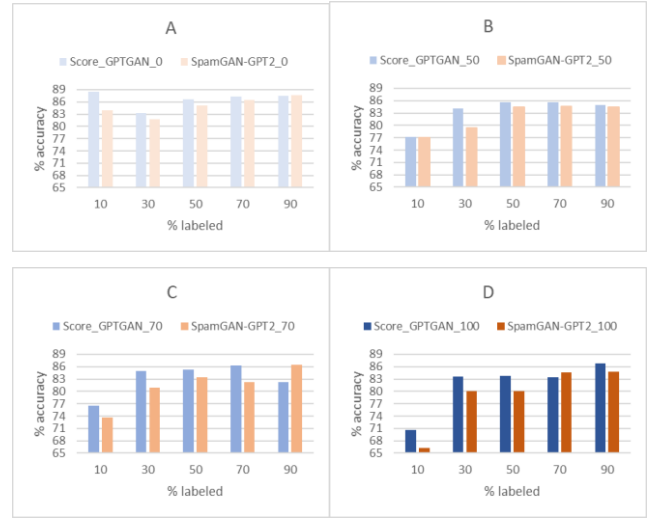 A
Score_GPTGAN_0 SpamGAN-GPT2_0
% accuracy
89
86
83
80
77
74
71
68
65
10 30 50 70 90
% labeled
B
Score_GPTGAN_50 SpamGAN-GPT2_50
% accuracy
89
86
83
80
77
74
71
68
65
10 30 50 70 90
% labeled
C
Score_GPTGAN_70 SpamGAN-GPT2_70
% accuracy
89
86
83
80
77
74
71
68
65
10 30 50 70 90
% labeled
D
Score_GPTGAN_100 SpamGAN-GPT2_100
% accuracy
89
86
83
80
77
74
71
68
65
10 30 50 70 90
% labeled